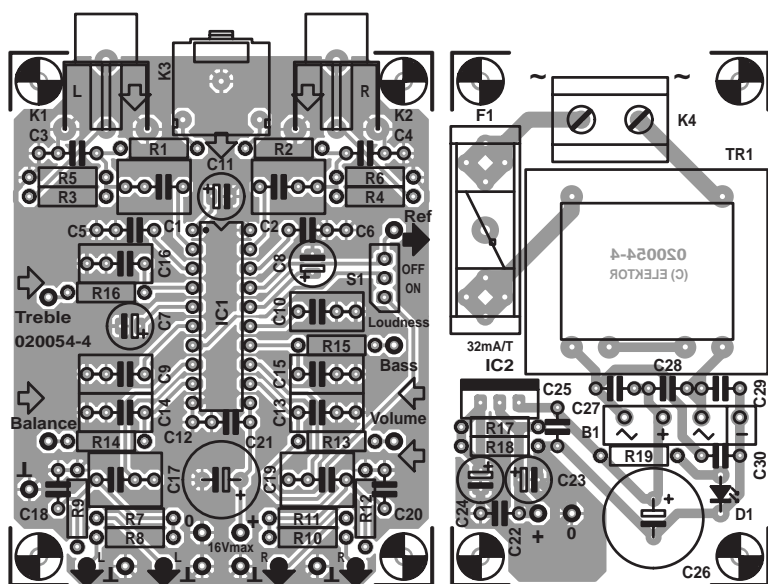 K1 L K3 R K2
C3 C4
R1 R2
C11
R5 R6
R3 R4
C5 C1 C2 C6 Ref
C16 C8 OFF
S1 ON
R16 IC1 C10 Loudness
Treble C7
020054-4 R15
Bass
C9 C15
C14 C13 Volume
Balance C12
R14 C21 R13
C17 C19
C18 R9 R12 C20
R7 0 + R11
R8 16Vmax R10
L L R R
~ ~
F1 K4
TR1
020054-4
(C) ELEKTOR
32mA/T
IC2 C28
C25 C29
R17 C27
R18 B1 ~ + ~ –
R19 C30
C24 C23
C22 + 0 + D1
C26